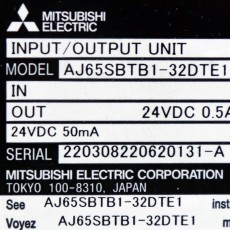 MITSUBISHI
ELECTRIC
INPUT/OUTPUT UNIT
MODEL AJ65SBTB1-32DTE1
IN
OUT 24VDC 0.5A
24VDC 50mA
SERIAL 220308220620131-A
MITSUBISHI ELECTRIC CORPORATION
TOKYO 100-8310, JAPAN
See AJ65SBTB1-32DTE1 inst
Voyez AJ65SBTB1-32DTE1 m